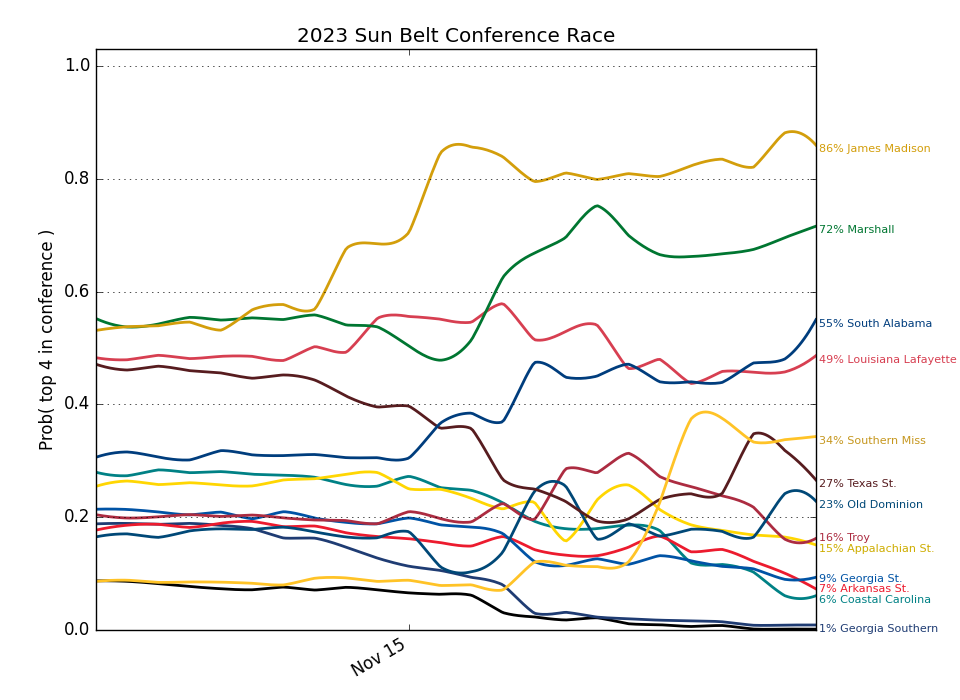 2023 Sun Belt Conference Race
1.0
0.8
0.6
0.4
0.2
0.0
Prob( top 4 in conference )
Nov 15
86% James Madison
72% Marshall
55% South Alabama
49% Louisiana Lafayette
34% Southern Miss
27% Texas St.
23% Old Dominion
16% Troy
15% Appalachian St.
9% Georgia St.
7% Arkansas St.
6% Coastal Carolina
1% Georgia Southern